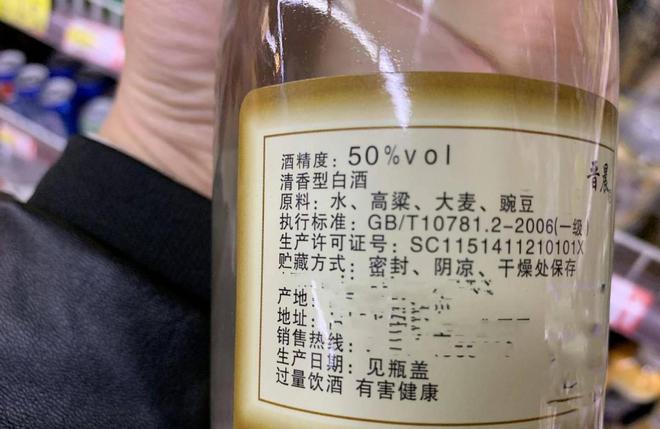 酒精度：50%vol
清香型白酒
原料：水、高粱、大麦、豌豆
执行标准：GB/T10781.2-2006(一级)
生产许可证号：SC1151411210101X
贮藏方式：密封、阴凉、干燥处保存
产地：
地址：
销售热线：
生产日期：见瓶盖
过量饮酒 有害健康
晋晨